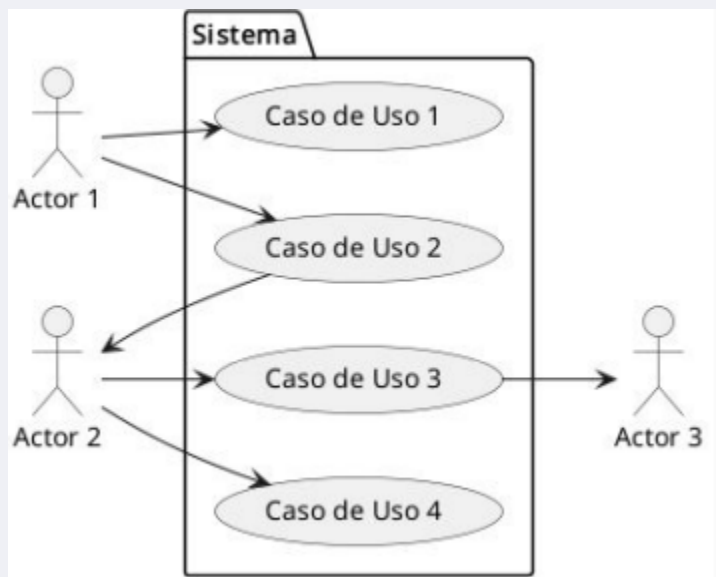 Sistema
Caso de Uso 1
Actor 1
Caso de Uso 2
Caso de Uso 3
Actor 2
Actor 3
Caso de Uso 4